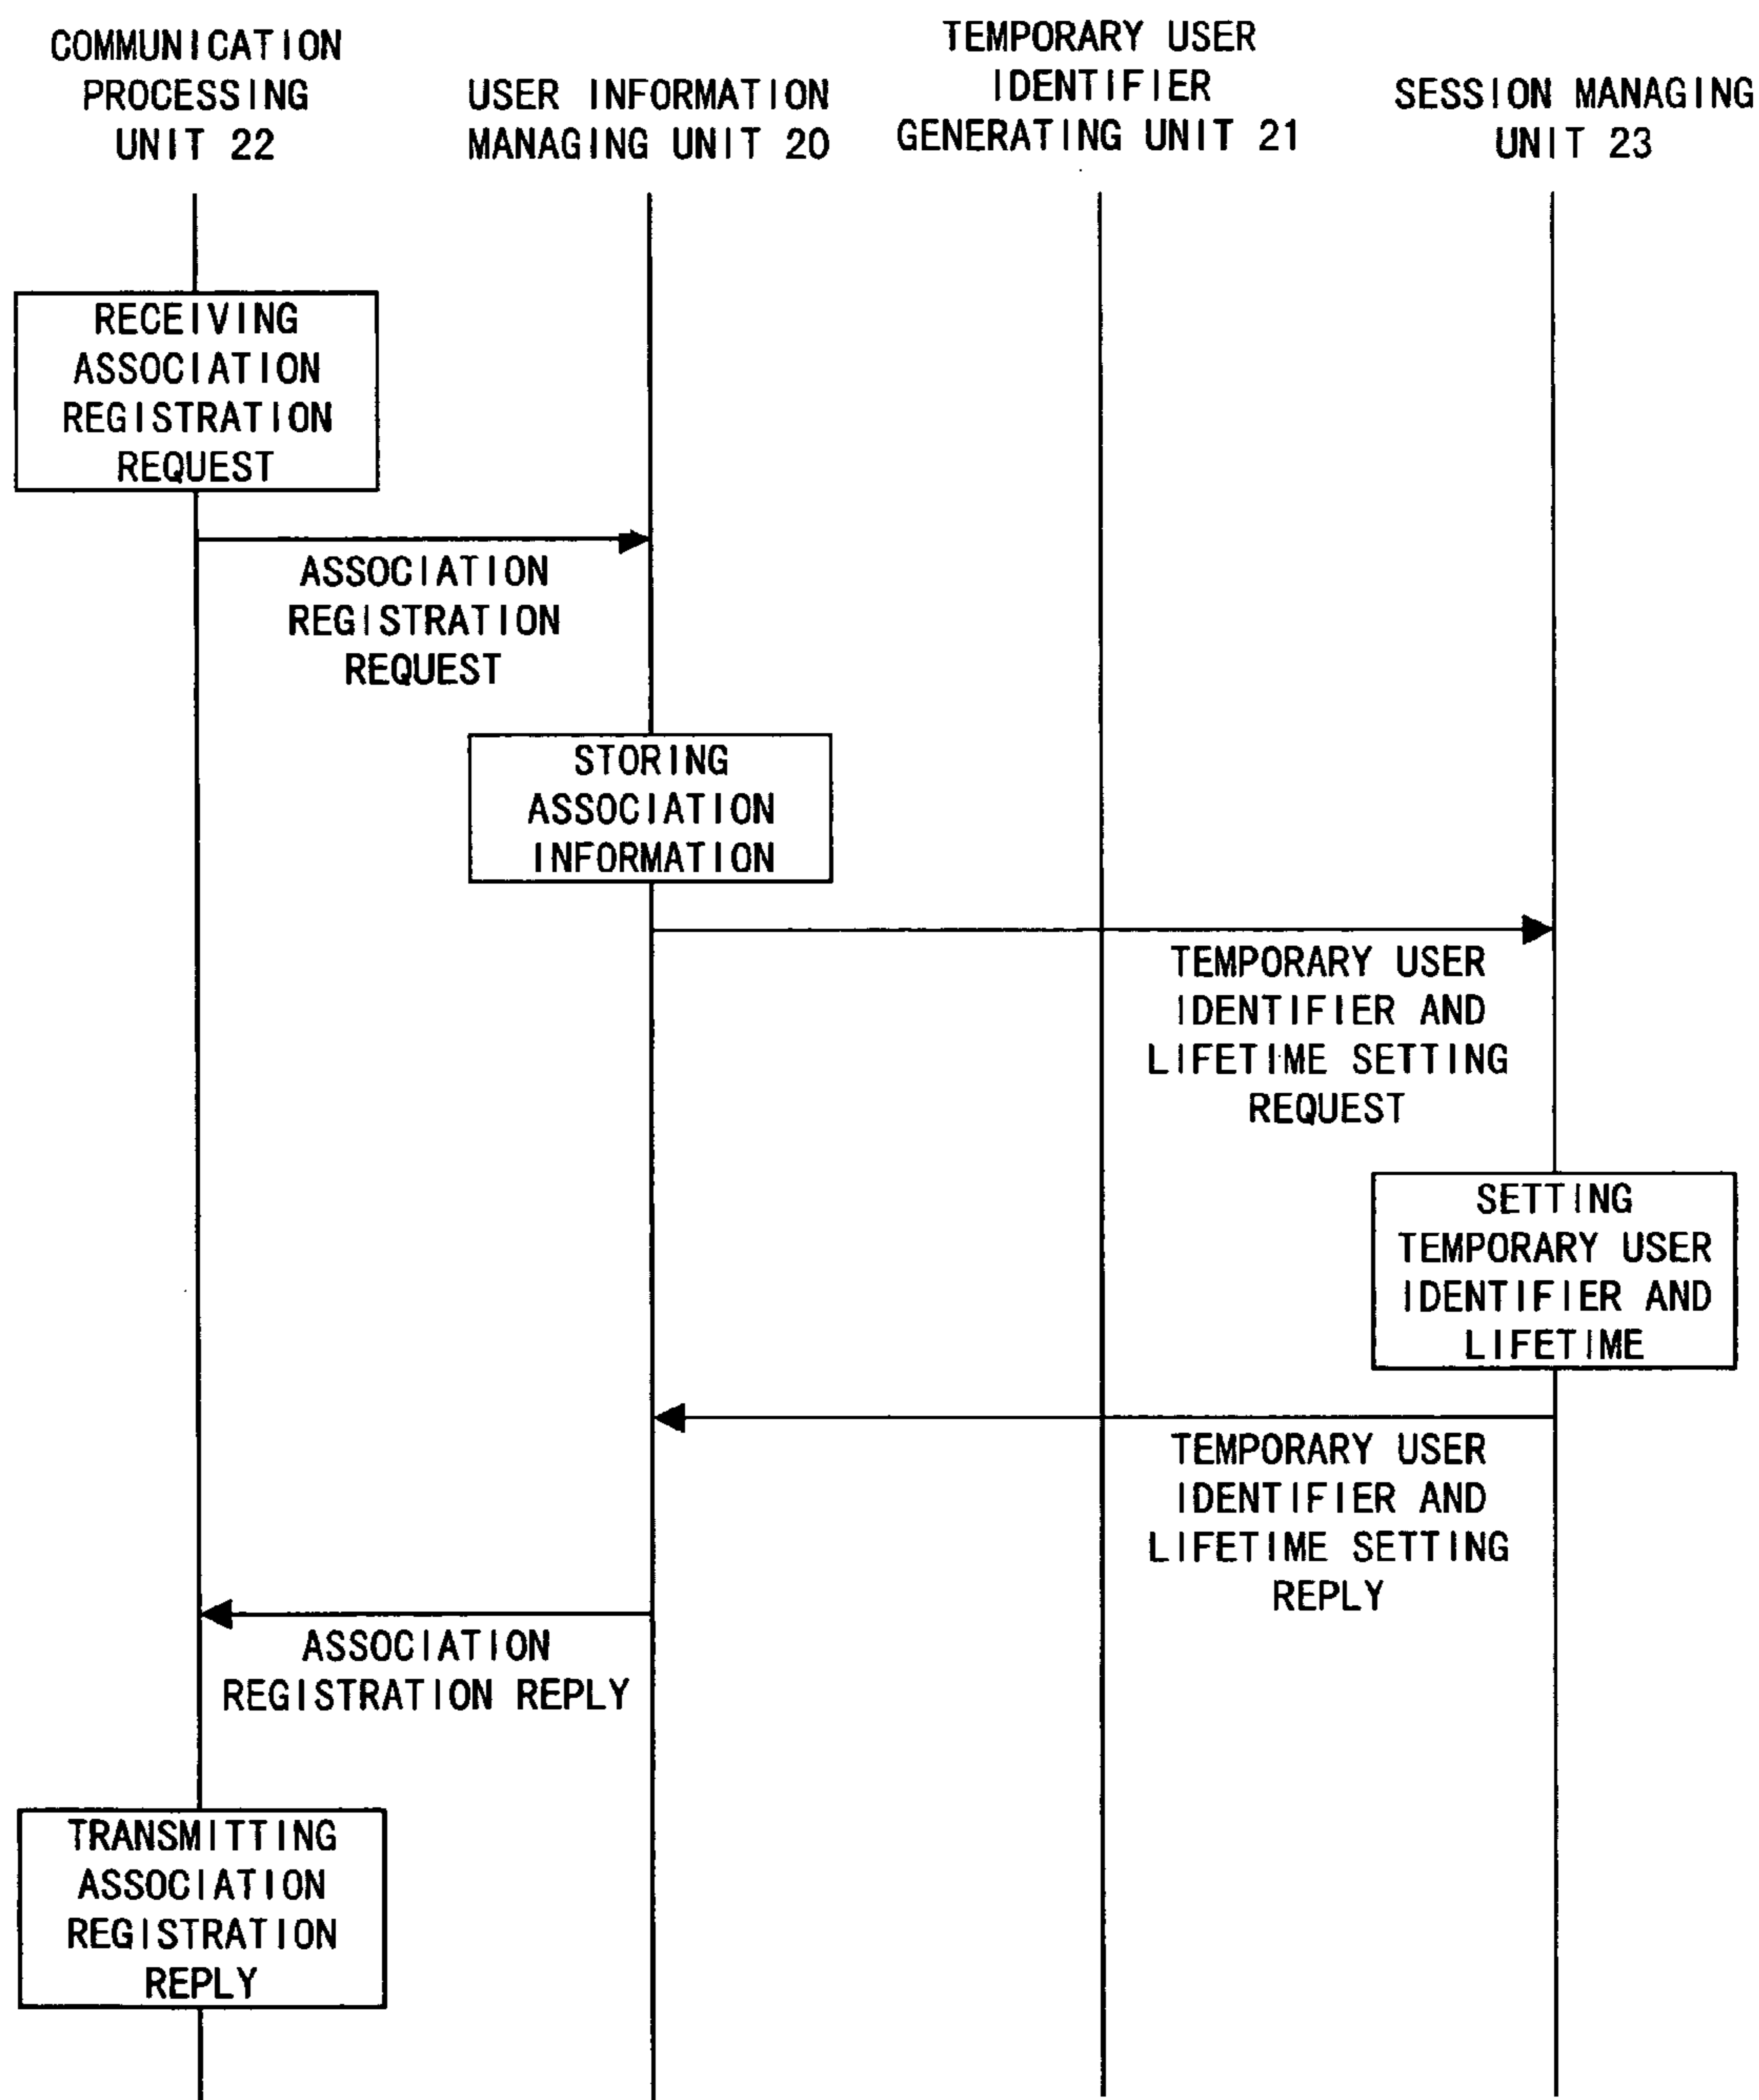 COMMUNICATION
PROCESSING
UNIT 22
USER INFORMATION
MANAGING UNIT 20
TEMPORARY USER
IDENTIFIER
GENERATING UNIT 21
SESSION MANAGING
UNIT 23
RECEIVING
ASSOCIATION
REGISTRATION
REQUEST
ASSOCIATION
REGISTRATION
REQUEST
STORING
ASSOCIATION
INFORMATION
TEMPORARY USER
IDENTIFIER AND
LIFETIME SETTING
REQUEST
SETTING
TEMPORARY USER
IDENTIFIER AND
LIFETIME
TEMPORARY USER
IDENTIFIER AND
LIFETIME SETTING
REPLY
ASSOCIATION
REGISTRATION REPLY
TRANSMITTING
ASSOCIATION
REGISTRATION
REPLY